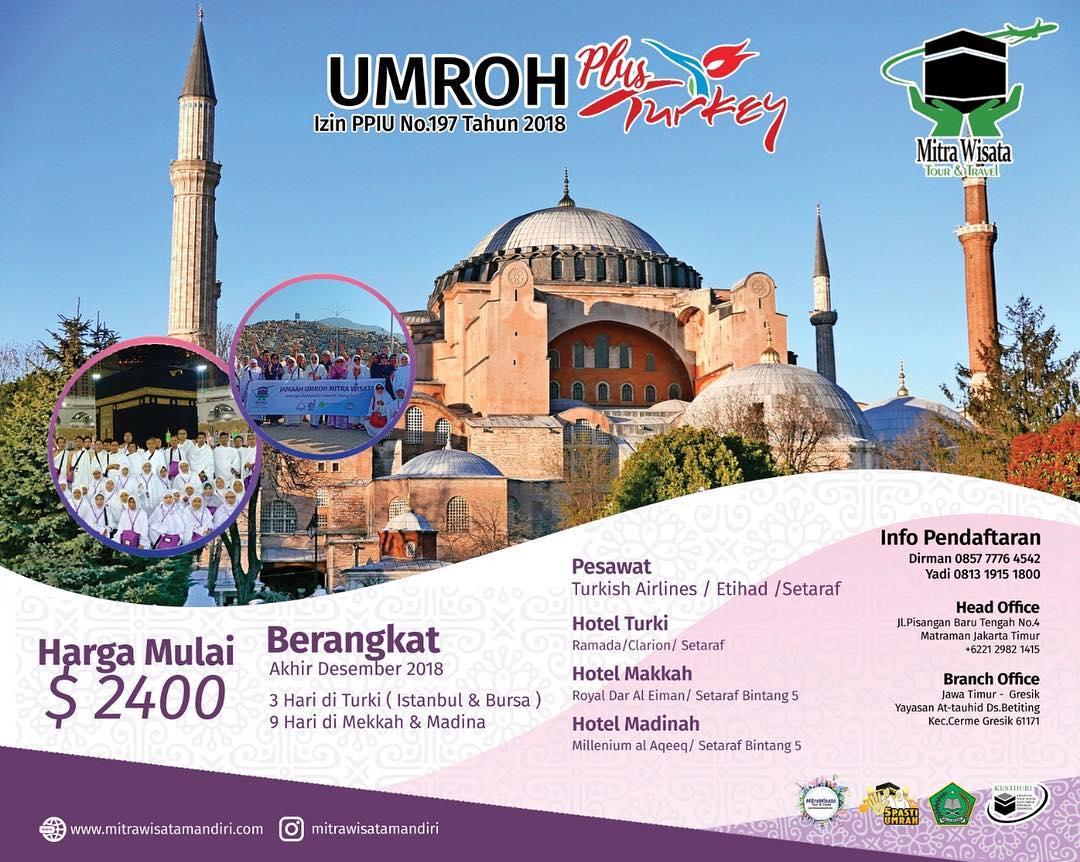 UMROH Plus Turkey
Izin PPIU No.197 Tahun 2018
Mitra Wisata
TOUR & TRAVEL
JAMAAH UMROH MITRA WISATA
Harga Mulai
$ 2400
Berangkat
Akhir Desember 2018
3 Hari di Turki ( Istanbul & Bursa )
9 Hari di Mekkah & Madina
Pesawat
Turkish Airlines / Etihad /Setaraf
Hotel Turki
Ramada/Clarion/ Setaraf
Hotel Makkah
Royal Dar Al Eiman/ Setaraf Bintang 5
Hotel Madinah
Millenium al Aqeeq/ Setaraf Bintang 5
Info Pendaftaran
Dirman 0857 7776 4542
Yadi 0813 1915 1800
Head Office
Jl.Pisangan Baru Tengah No.4
Matraman Jakarta Timur
+6221 2982 1415
Branch Office
Jawa Timur - Gresik
Yayasan At-tauhid Ds.Betiting
Kec.Cerme Gresik 61171
www.mitrawisatamandiri.com
mitrawisatamandiri
MitraWisata
Tour & Travel
5 PASTI
UMRAH
KESTHURI